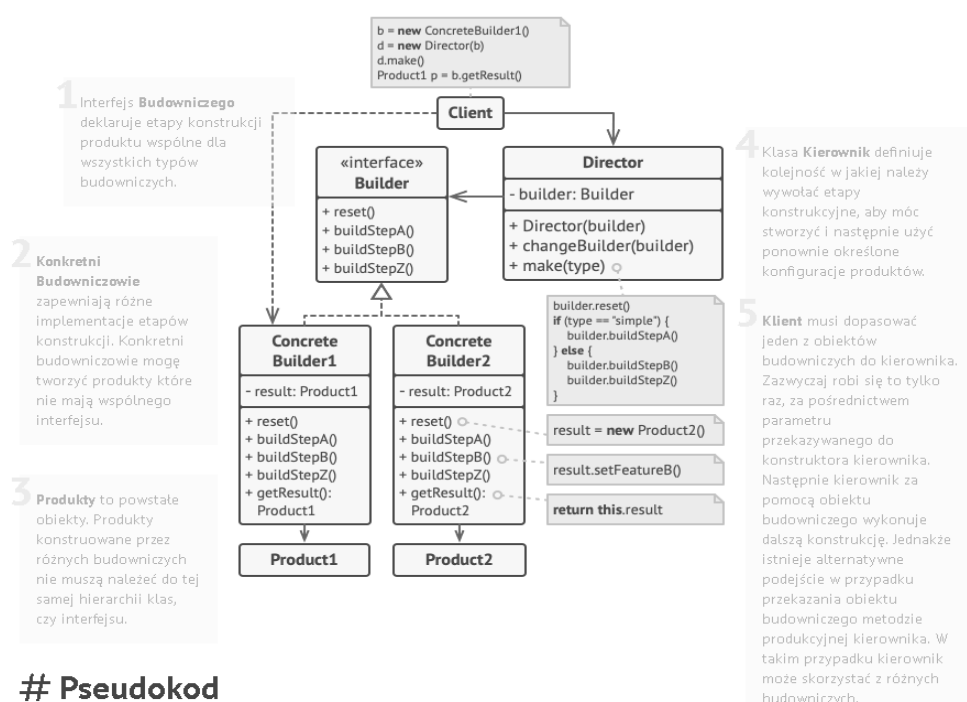 b = new ConcreteBuilder1()
d = new Director(b)
d.make()
Product1 p = b.getResult()
Client
1
Interfejs Budowniczego
deklaruje etapy konstrukcji
produktu wspólne dla
wszystkich typów
budowniczych.
«interface»
Builder
+ reset()
+ buildStepA()
+ buildStepB()
+ buildStepZ()
Director
- builder: Builder
+ Director(builder)
+ changeBuilder(builder)
+ make(type)
4
Klasa Kierownik definiuje
kolejność w jakiej należy
wywołać etapy
konstrukcyjne, aby móc
stworzyć i następnie użyć
ponownie określone
konfiguracje produktów.
2
Konkretni
Budowniczowie
zapewniają różne
implementacje etapów
konstrukcji. Konkretni
budowniczowie mogę
tworzyć produkty które
nie mają wspólnego
interfejsu.
builder.reset()
if (type == "simple") {
builder.buildStepA()
} else {
builder.buildStepB()
builder.buildStepZ()
}
Concrete
Builder1
- result: Product1
+ reset()
+ buildStepA()
+ buildStepB()
+ buildStepZ()
+ getResult():
Product1
Concrete
Builder2
- result: Product2
+ reset()
+ buildStepA()
+ buildStepB()
+ buildStepZ()
+ getResult():
Product2
result = new Product2()
result.setFeatureB()
return this.result
Product1
Product2
3
Produkty to powstałe
obiekty. Produkty
konstruowane przez
różnych budowniczych
nie muszą należeć do tej
samej hierarchii klas,
czy interfejsu.
5
Klient musi dopasować
jeden z obiektów
budowniczych do kierownika.
Zazwyczaj robi się to tylko
raz, za pośrednictwem
parametru
przekazywanego do
konstruktora kierownika.
Następnie kierownik za
pomocą obiektu
budowniczego wykonuje
dalszą konstrukcję. Jednakże
istnieje alternatywne
podejście w przypadku
przekazania obiektu
budowniczego metodzie
produkcyjnej kierownika. W
takim przypadku kierownik
może skorzystać z różnych
budowniczych.
# Pseudokod